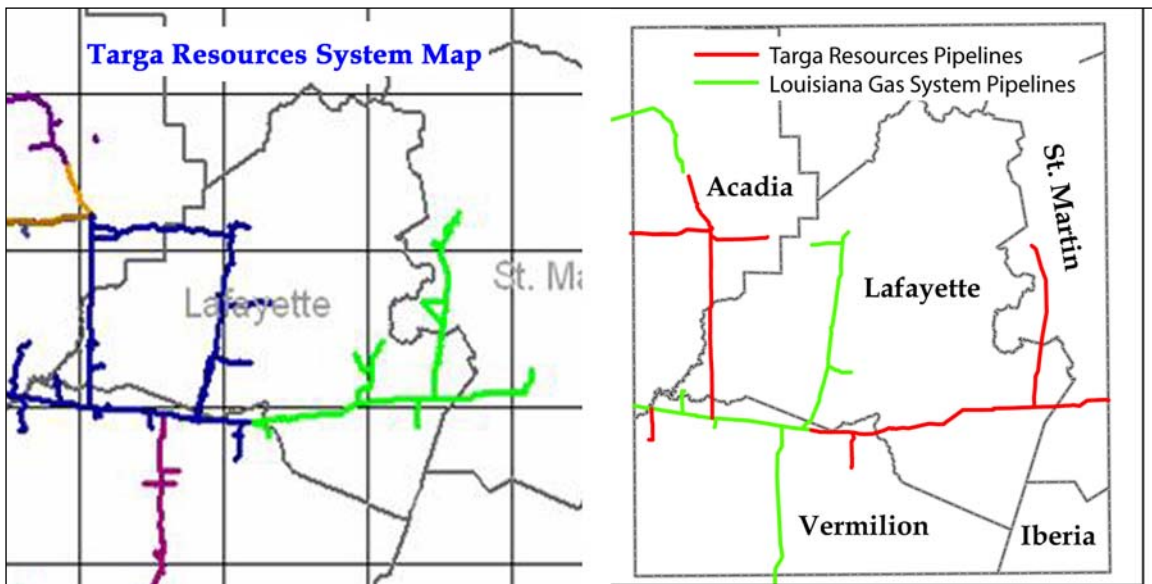 Targa Resources System Map
Lafayette
St. Ma
Targa Resources Pipelines
Louisiana Gas System Pipelines
Acadia
St. Martin
Lafayette
Vermilion
Iberia